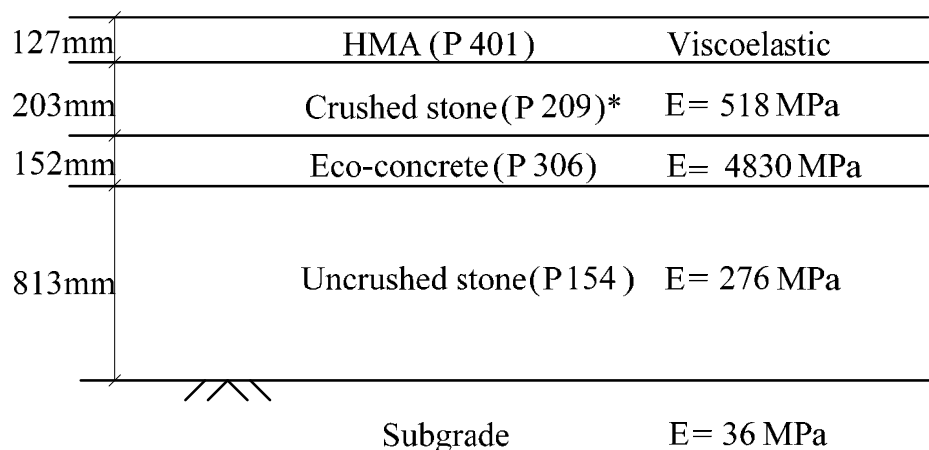 127mm HMA (P 401) Viscoelastic
203mm Crushed stone (P 209)* E= 518 MPa
152mm Eco-concrete (P 306) E= 4830 MPa
813mm Uncrushed stone (P 154 ) E= 276 MPa
Subgrade E= 36 MPa